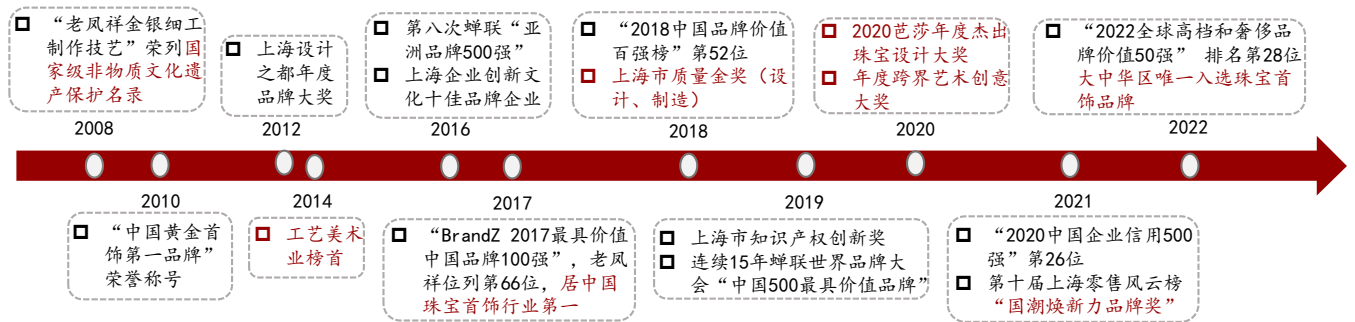 “老凤祥金银细工
制作技艺”荣列国
家级非物质文化遗
产保护名录
2008
上海设计
之都年度
品牌大奖
2012
第八次蝉联“亚
洲品牌500强”
上海企业创新文
化十佳品牌企业
2016
“2018中国品牌价值
百强榜”第52位
上海市质量金奖（设
计、制造）
2018
2020芭莎年度杰出
珠宝设计大奖
年度跨界艺术创意
大奖
2020
“2022全球高档和奢侈品
牌价值50强” 排名第28位
大中华区唯一入选珠宝首
饰品牌
2022
2010
“中国黄金首
饰第一品牌”
荣誉称号
2014
工艺美术
业榜首
2017
“BrandZ 2017最具价值
中国品牌100强”，老凤
祥位列第66位，居中国
珠宝首饰行业第一
2019
上海市知识产权创新奖
连续15年蝉联世界品牌大
会“中国500最具价值品牌”
2021
“2020中国企业信用500
强”第26位
第十届上海零售风云榜
“国潮焕新力品牌奖”